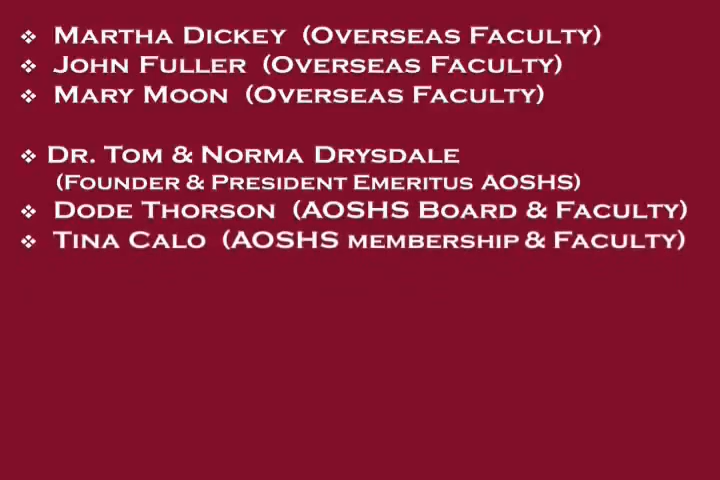 ❖ Martha Dickey (Overseas Faculty)
❖ John Fuller (Overseas Faculty)
❖ Mary Moon (Overseas Faculty)
❖ Dr. Tom & Norma Drysdale
(Founder & President Emeritus AOSHS)
❖ Dode Thorson (AOSHS Board & Faculty)
❖ Tina Calo (AOSHS membership & Faculty)